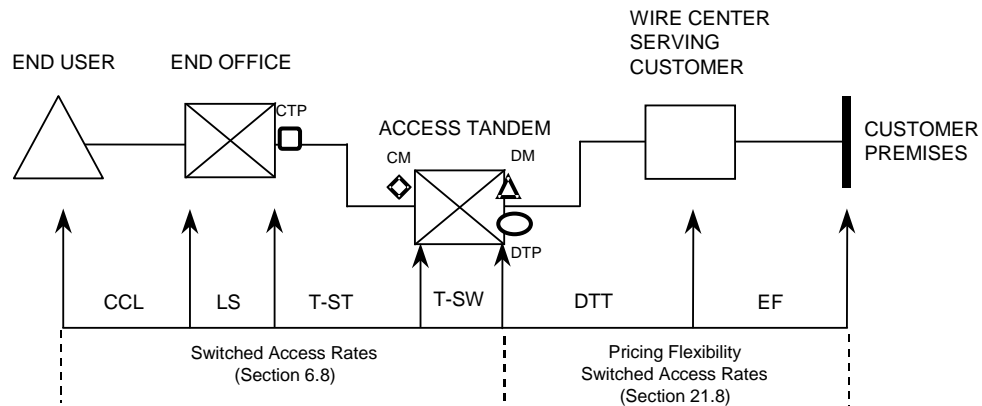 WIRE CENTER
SERVING
CUSTOMER
END USER
END OFFICE
CTP
ACCESS TANDEM
CUSTOMER
PREMISES
CM
DM
DTP
CCL
LS
T-ST
T-SW
DTT
EF
Switched Access Rates
(Section 6.8)
Pricing Flexibility
Switched Access Rates
(Section 21.8)